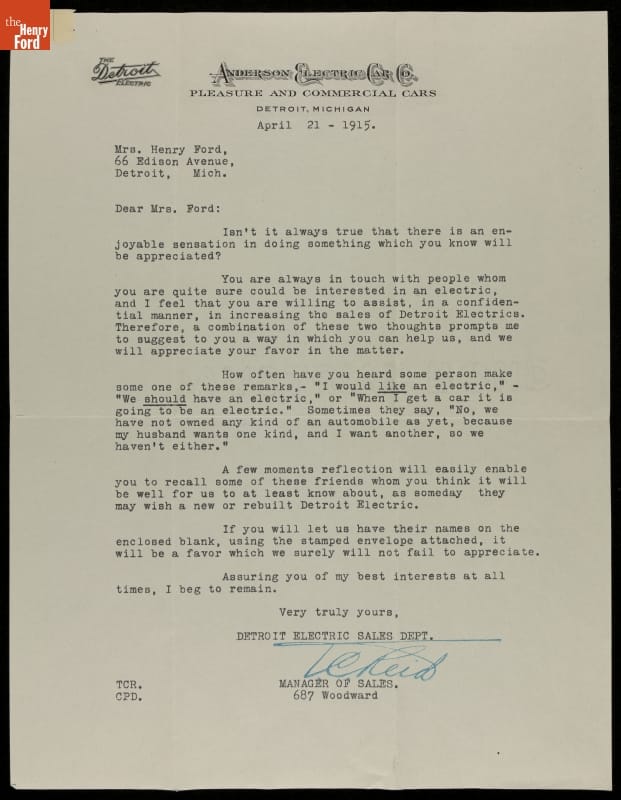 the
Henry
Ford
THE
Detroit
ELECTRIC
ANDERSON ELECTRIC CAR CO.
PLEASURE AND COMMERCIAL CARS
DETROIT, MICHIGAN
April 21 - 1915.
Mrs. Henry Ford,
66 Edison Avenue,
Detroit, Mich.
Dear Mrs. Ford:
Isn't it always true that there is an en-
joyable sensation in doing something which you know will
be appreciated?
You are always in touch with people whom
you are quite sure could be interested in an electric,
and I feel that you are willing to assist, in a confiden-
tial manner, in increasing the sales of Detroit Electrics.
Therefore, a combination of these two thoughts prompts me
to suggest to you a way in which you can help us, and we
will appreciate your favor in the matter.
How often have you heard some person make
some one of these remarks,- "I would like an electric," -
"We should have an electric," or "When I get a car it is
going to be an electric." Sometimes they say, "No, we
have not owned any kind of an automobile as yet, because
my husband wants one kind, and I want another, so we
haven't either."
A few moments reflection will easily enable
you to recall some of these friends whom you think it will
be well for us to at least know about, as someday they
may wish a new or rebuilt Detroit Electric.
If you will let us have their names on the
enclosed blank, using the stamped envelope attached, it
will be a favor which we surely will not fail to appreciate.
Assuring you of my best interests at all
times, I beg to remain.
Very truly yours,
DETROIT ELECTRIC SALES DEPT.
TC Reid
TCR. MANAGER OF SALES.
CPD. 687 Woodward